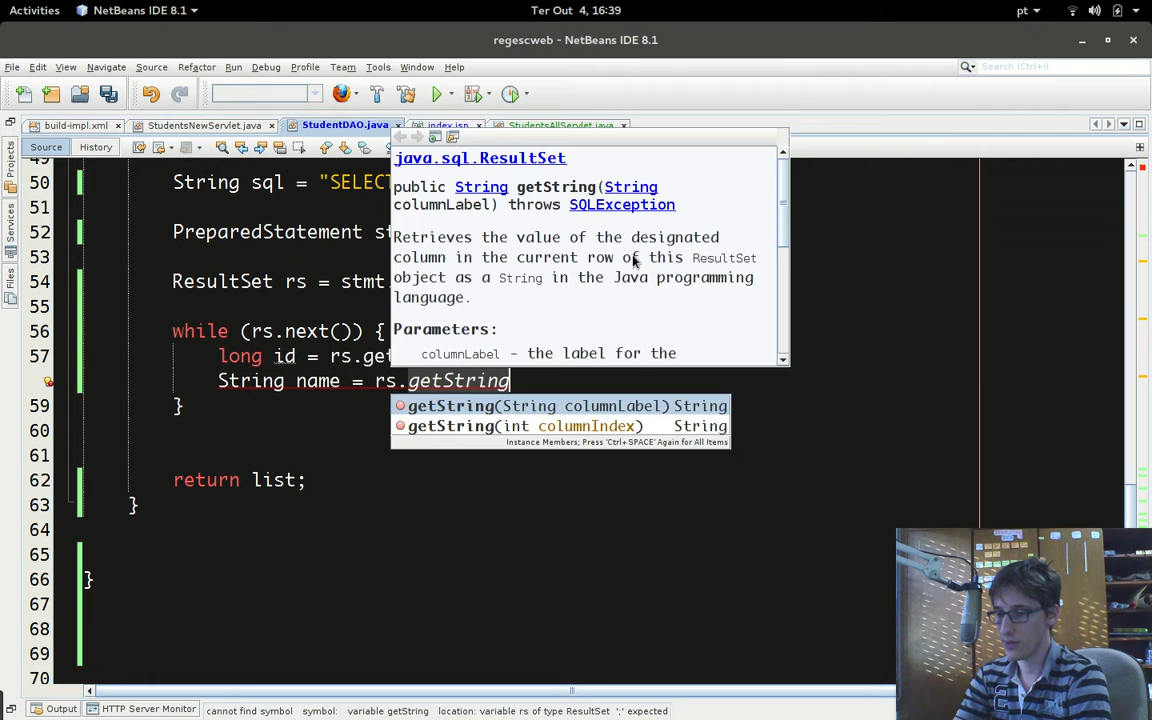 Activities NetBeans IDE 8.1 Ter Out 4, 16:39 pt
regescweb - NetBeans IDE 8.1
File Edit View Navigate Source Refactor Run Debug Profile Team Tools Window Help Search (Ctrl+I)
build-impl.xml StudentsNewServlet.java StudentDAO.java index.jsp StudentsAllServlet.java
Source History
Projects
Services
Files
java.sql.ResultSet
public String getString(String
columnLabel) throws SQLException
Retrieves the value of the designated
column in the current row of this ResultSet
object as a String in the Java programming
language.
Parameters:
columnLabel - the label for the
49
50 String sql = "SELECT
51
52 PreparedStatement st
53
54 ResultSet rs = stmt.
55
56 while (rs.next()) {
57 long id = rs.get
String name = rs.getString
getString(String columnLabel) String
getString(int columnIndex) String
Instance Members; Press 'Ctrl+SPACE' Again for All Items
59 }
60
61
62 return list;
63 }
64
65
66 }
67
68
69
70
Output HTTP Server Monitor cannot find symbol symbol: variable getString location: variable rs of type ResultSet ';' expected